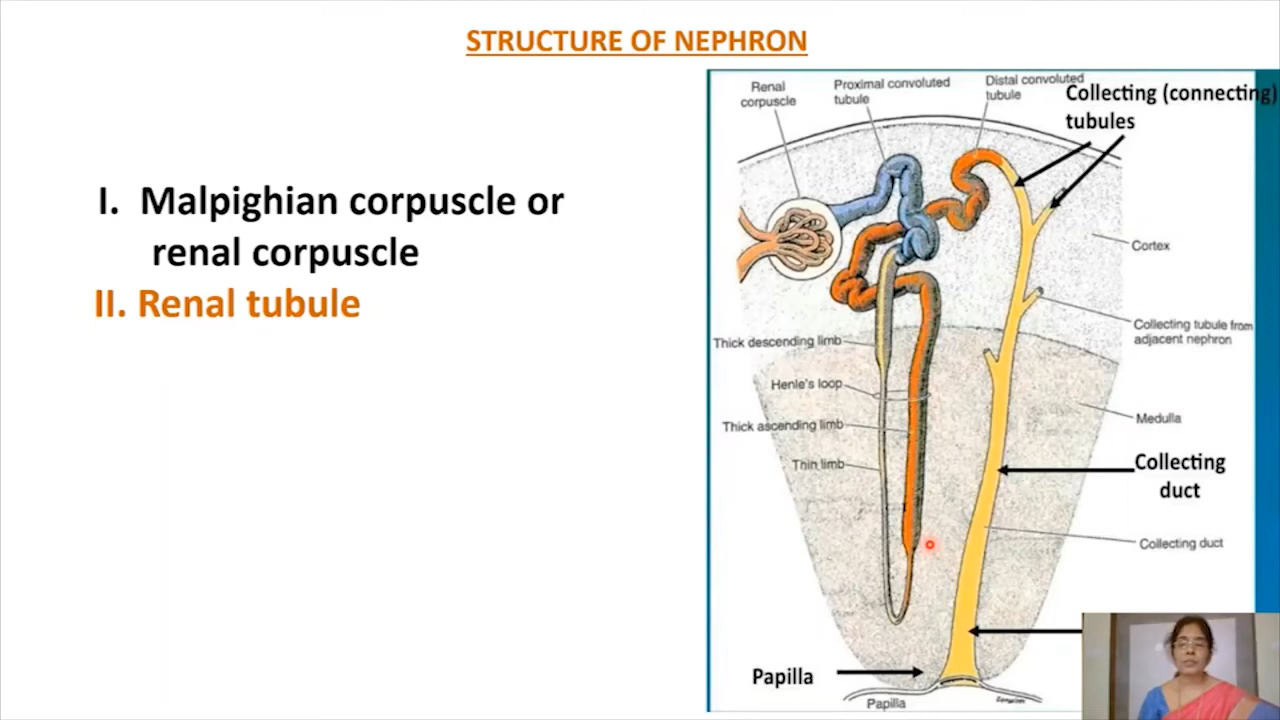 STRUCTURE OF NEPHRON
I. Malpighian corpuscle or
renal corpuscle
II. Renal tubule
Renal
corpuscle
Proximal convoluted
tubule
Distal convoluted
tubule
Collecting (connecting)
tubules
Cortex
Collecting tubule from
adjacent nephron
Thick descending limb
Henle's loop
Thick ascending limb
Thin limb
Medulla
Collecting
duct
Collecting duct
Papilla
Papilla